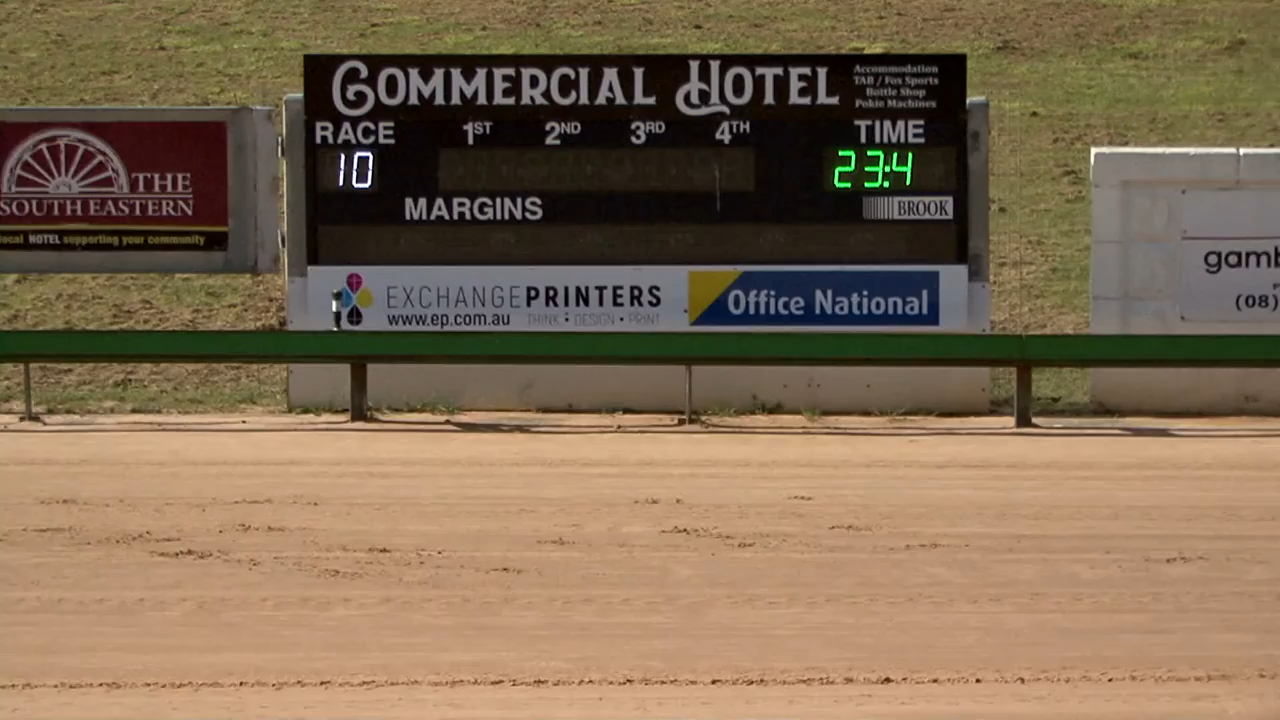 COMMERCIAL HOTEL
Accommodation
TAB / Fox Sports
Bottle Shop
Pokie Machines
RACE 1ST 2ND 3RD 4TH TIME
10 23:4
MARGINS
BROOK
EXCHANGEPRINTERS
www.ep.com.au THINK • DESIGN • PRINT
Office National
THE
SOUTH EASTERN
local HOTEL supporting your community
gamb
(08)